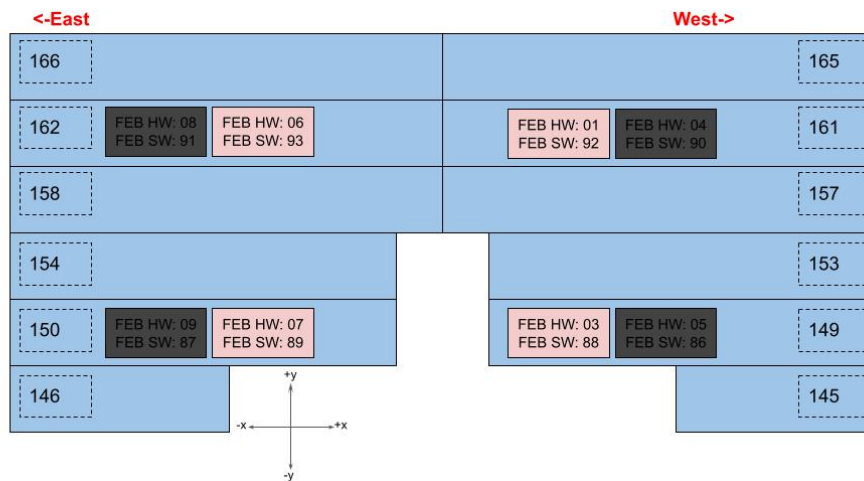 <-East
West->
166
165
162
FEB HW: 08
FEB SW: 91
FEB HW: 06
FEB SW: 93
FEB HW: 01
FEB SW: 92
FEB HW: 04
FEB SW: 90
161
158
157
154
153
150
FEB HW: 09
FEB SW: 87
FEB HW: 07
FEB SW: 89
FEB HW: 03
FEB SW: 88
FEB HW: 05
FEB SW: 86
149
146
145
+y
-x
+x
-y